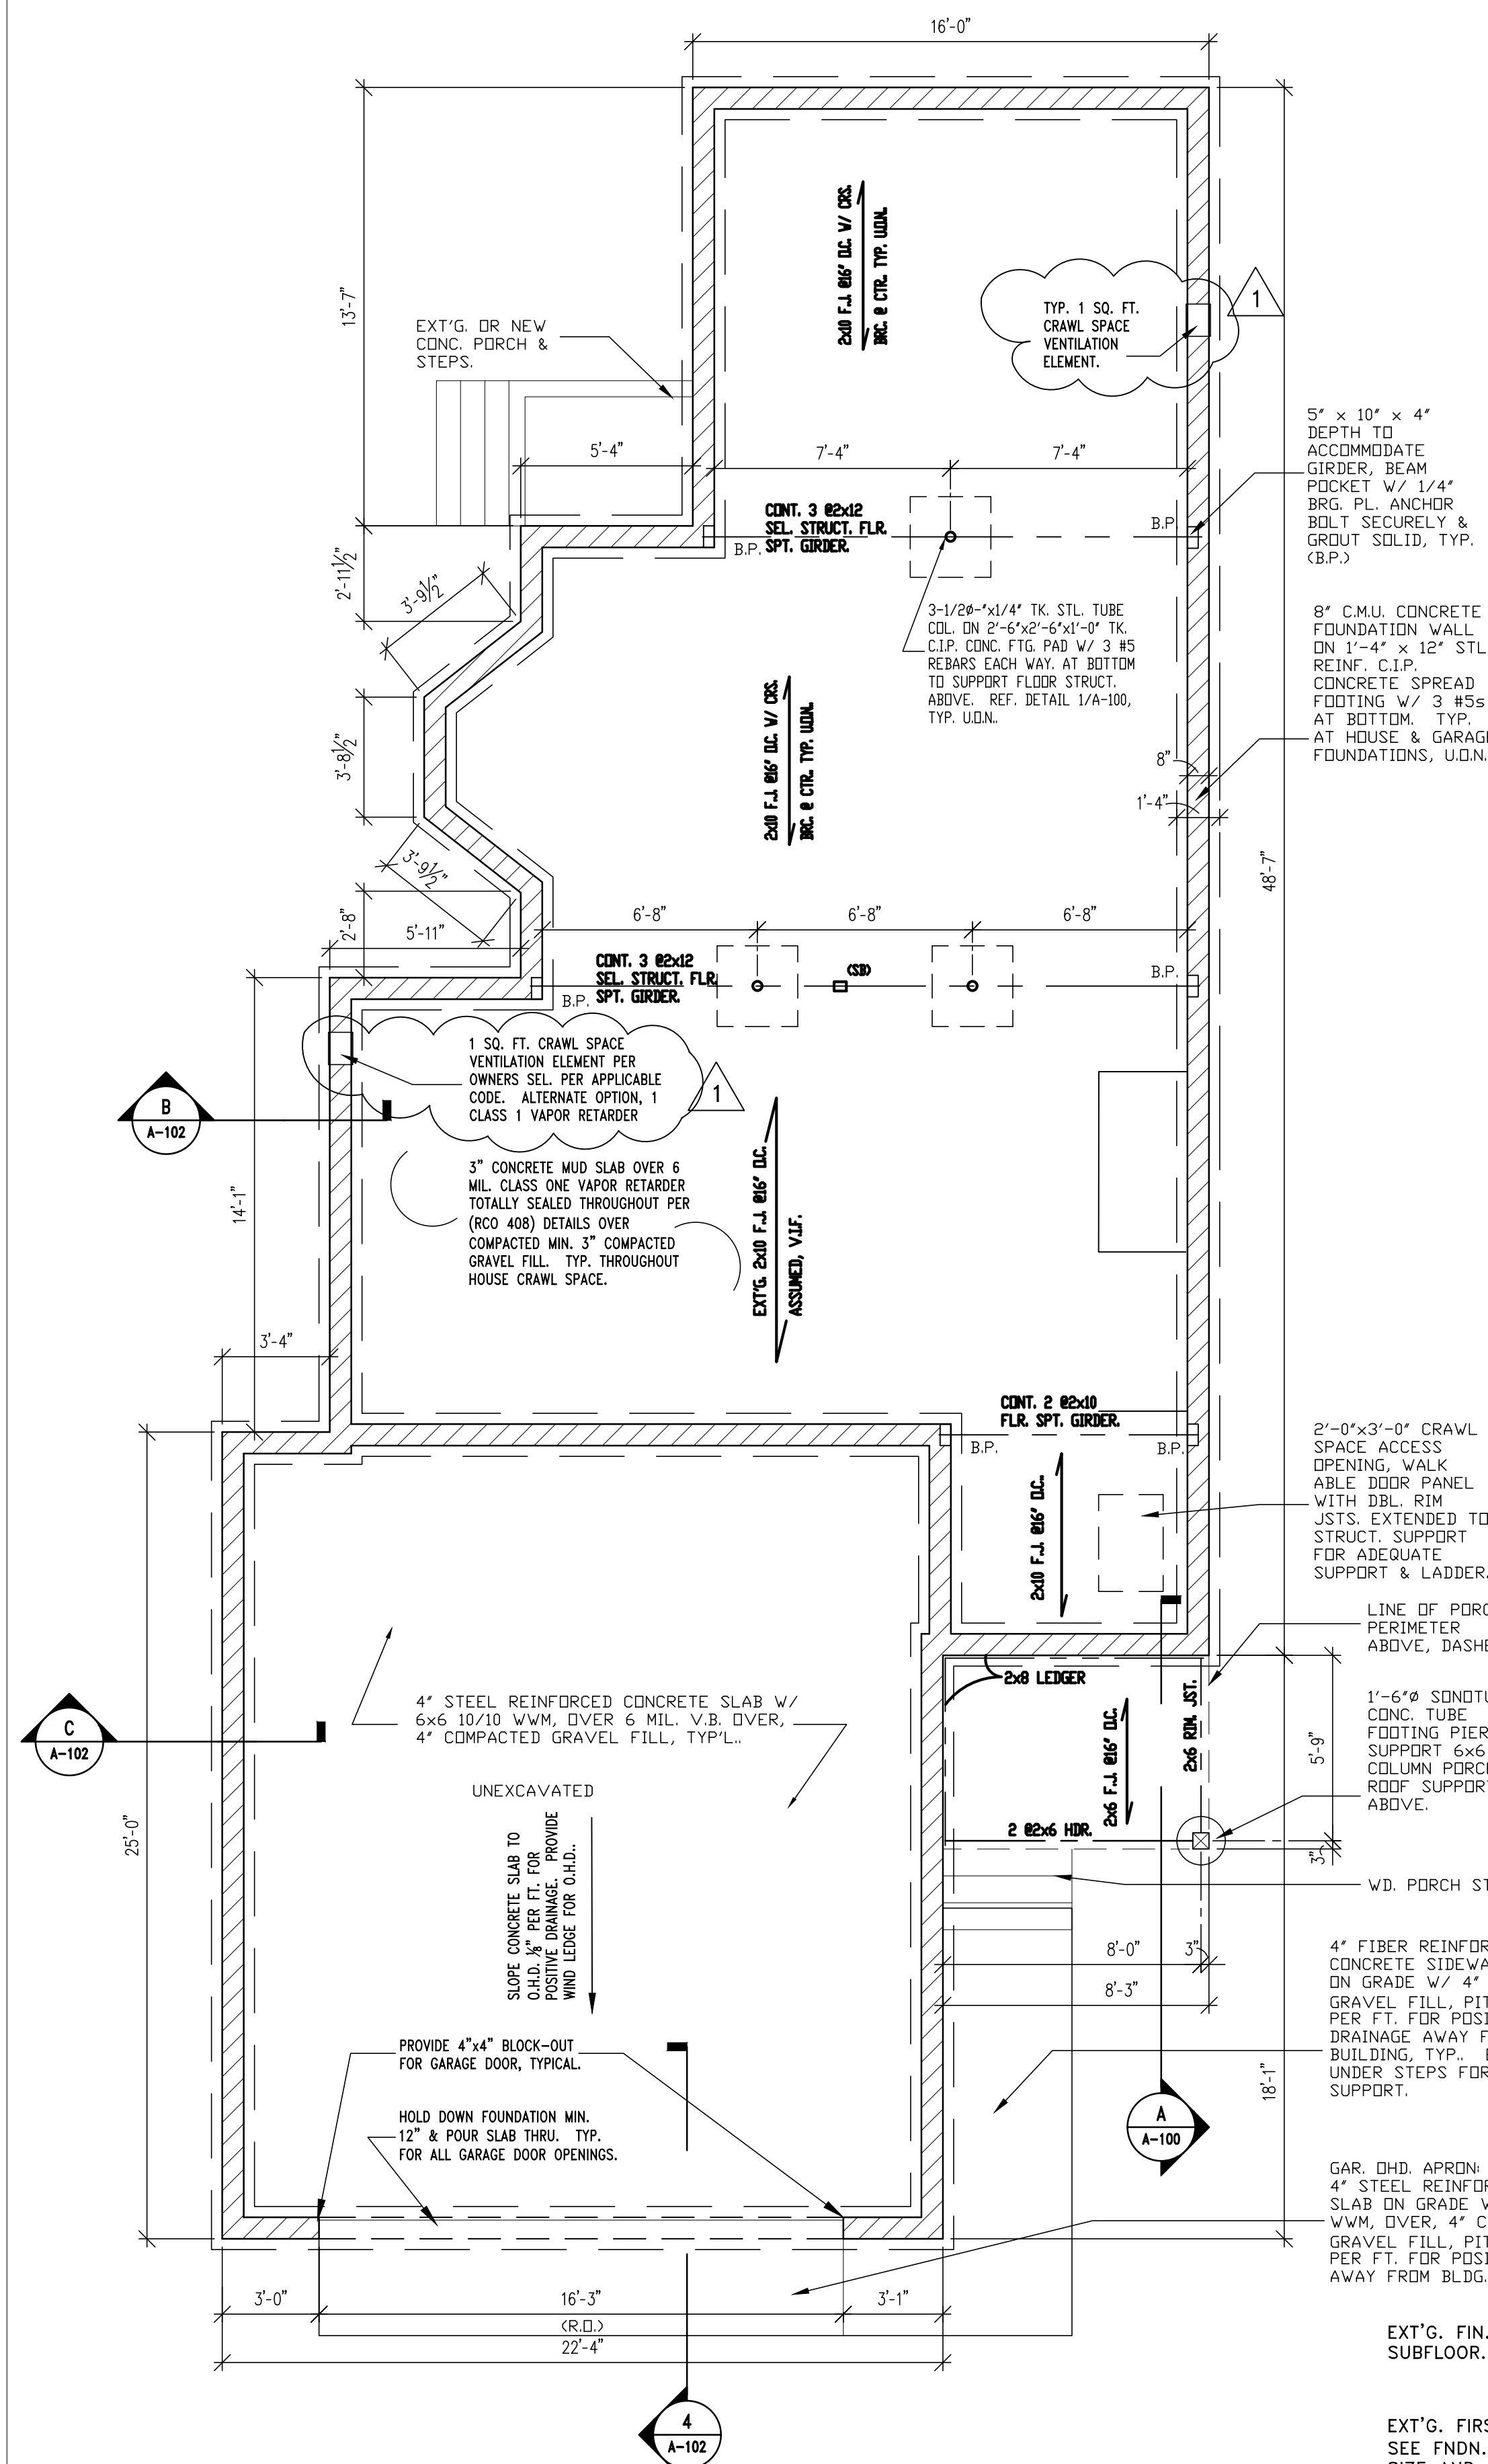 16'-0"
13'-7"
2x10 F.J. @16" O.C. W/ CRS.
BRC. @ CTR. TYP. U.O.N.
TYP. 1 SQ. FT.
CRAWL SPACE
VENTILATION
ELEMENT.
1
EXT'G. OR NEW
CONC. PORCH &
STEPS.
5" x 10" x 4"
DEPTH TO
ACCOMMODATE
GIRDER, BEAM
POCKET W/ 1/4"
BRG. PL. ANCHOR
BOLT SECURELY &
GROUT SOLID, TYP.
(B.P.)
5'-4"
7'-4"
7'-4"
CONT. 3 @2x12
SEL. STRUCT. FLR.
SPT. GIRDER.
B.P.
B.P.
2'-11½"
3'-9½"
3'-8½"
3'-9½"
2'-8"
5'-11"
3-1/2Ø-"x1/4" TK. STL. TUBE
COL. ON 2'-6"x2'-6"x1'-0" TK.
C.I.P. CONC. FTG. PAD W/ 3 #5
REBARS EACH WAY. AT BOTTOM
TO SUPPORT FLOOR STRUCT.
ABOVE. REF. DETAIL 1/A-100,
TYP. U.O.N..
8" C.M.U. CONCRETE
FOUNDATION WALL
ON 1'-4" x 12" STL
REINF. C.I.P.
CONCRETE SPREAD
FOOTING W/ 3 #5s
AT BOTTOM. TYP.
AT HOUSE & GARAGE
FOUNDATIONS, U.O.N.
2x10 F.J. @16" O.C. W/ CRS.
BRC. @ CTR. TYP. U.O.N.
8"
1'-4"
48'-7"
6'-8"
6'-8"
6'-8"
CONT. 3 @2x12
SEL. STRUCT. FLR.
SPT. GIRDER.
B.P.
(SB)
B.P.
1 SQ. FT. CRAWL SPACE
VENTILATION ELEMENT PER
OWNERS SEL. PER APPLICABLE
CODE. ALTERNATE OPTION, 1
CLASS 1 VAPOR RETARDER
1
B
A-102
3" CONCRETE MUD SLAB OVER 6
MIL. CLASS ONE VAPOR RETARDER
TOTALLY SEALED THROUGHOUT PER
(RCO 408) DETAILS OVER
COMPACTED MIN. 3" COMPACTED
GRAVEL FILL. TYP. THROUGHOUT
HOUSE CRAWL SPACE.
14'-1"
EXT'G. 2x10 F.J. @16" O.C.
ASSUMED, V.I.F.
3'-4"
CONT. 2 @2x10
FLR. SPT. GIRDER.
B.P.
B.P.
2'-0"x3'-0" CRAWL
SPACE ACCESS
OPENING, WALK
ABLE DOOR PANEL
WITH DBL. RIM
JSTS. EXTENDED TO
STRUCT. SUPPORT
FOR ADEQUATE
SUPPORT & LADDER.
2x10 F.J. @16" O.C..
LINE OF
PERIMETER
ABOVE,
2x8 LEDGER
2x6 F.J. @16" O.C.
2x6 RIM. JST.
5'-9"
3"
1'-6"Ø
CONC. TUBE
FOOTING
SUPPORT 6x6
COLUMN
ROOF
ABOVE.
2 @2x6 HDR.
WD. PORCH
C
A-102
4" STEEL REINFORCED CONCRETE SLAB W/
6x6 10/10 WWM, OVER 6 MIL. V.B. OVER,
4" COMPACTED GRAVEL FILL, TYP'L..
UNEXCAVATED
SLOPE CONCRETE SLAB TO
O.H.D. ⅛" PER FT. FOR
POSITIVE DRAINAGE. PROVIDE
WIND LEDGE FOR O.H.D..
25'-0"
8'-0"
3"
8'-3"
4" FIBER
CONCRETE
ON GRADE W/ 4"
GRAVEL FILL,
PER FT. FOR
DRAINAGE AWAY
BUILDING, TYP..
UNDER STEPS FOR
SUPPORT.
PROVIDE 4"x4" BLOCK-OUT
FOR GARAGE DOOR, TYPICAL.
HOLD DOWN FOUNDATION MIN.
12" & POUR SLAB THRU. TYP.
FOR ALL GARAGE DOOR OPENINGS.
18'-1"
A
A-100
GAR. OHD. APRON:
4" STEEL
SLAB ON GRADE
WWM, OVER, 4"
GRAVEL FILL,
PER FT. FOR
AWAY FROM BLDG.
3'-0"
16'-3"
3'-1"
(R.O.)
22'-4"
EXT'G. FIN.
SUBFLOOR.
4
A-102
EXT'G.
SEE FNDN.